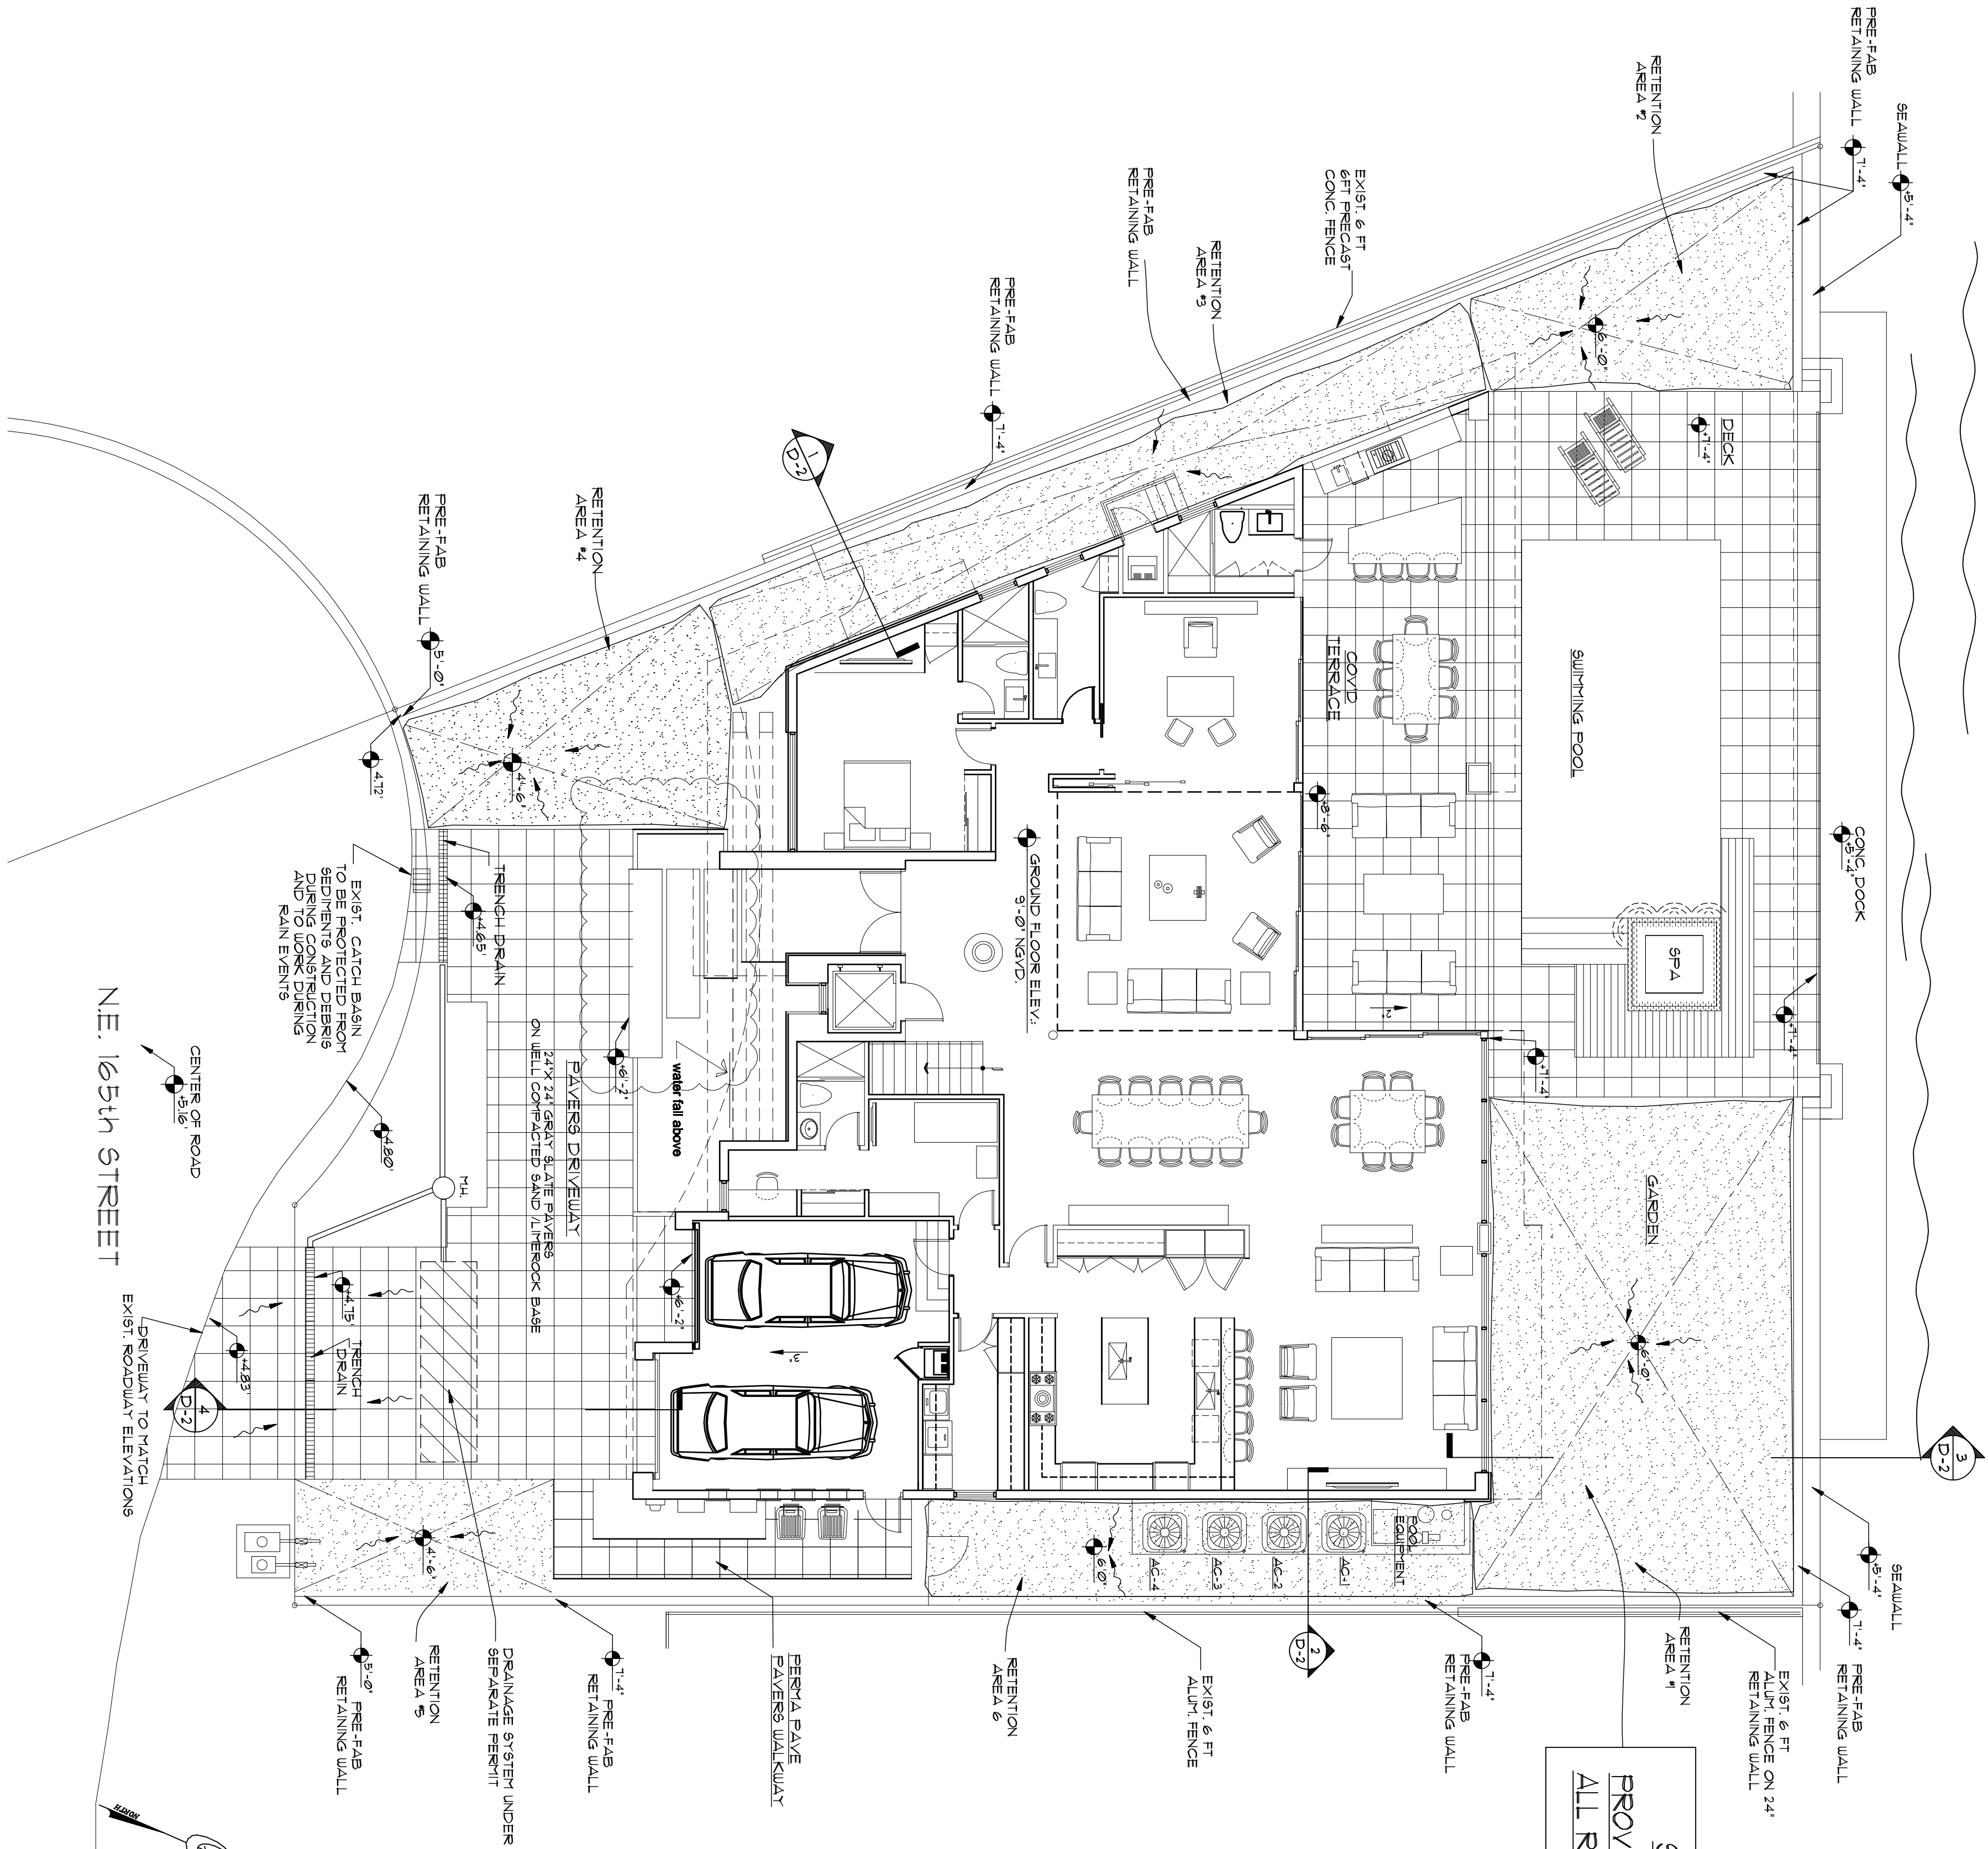 PRE-FAB
RETAINING WALL
7'-4"
SEAWALL
+5'-4"
RETENTION
AREA #2
EXIST. 6 FT
6FT PRECAST
CONC. FENCE
PRE-FAB
RETAINING WALL
RETENTION
AREA #3
PRE-FAB
RETAINING WALL
7'-4"
1
D-2
RETENTION
AREA #4
PRE-FAB
RETAINING WALL
5'-0"
4.72'
6'-0"
DECK
+7'-4"
SWIMMING POOL
SPA
COV'D
TERRACE
+8'-6"
2"
CONC. DOCK
+5'-4"
+7'-4"
+7'-4"
GROUND FLOOR ELEV.:
9'-0" NGVD.
4'-6"
TRENCH DRAIN
+4.65'
EXIST. CATCH BASIN
TO BE PROTECTED FROM
SEDIMENTS AND DEBRIS
DURING CONSTRUCTION
AND TO WORK DURING
RAIN EVENTS
water fall above
+6'-2"
PAVERS DRIVEWAY
24"X 24" GRAY SLATE PAVERS
ON WELL COMPACTED SAND /LIMEROCK BASE
N.E. 165th STREET
CENTER OF ROAD
+5.16'
4.80'
M.H.
+6'-2"
3"
+4.75'
TRENCH
DRAIN
+4.83'
DRIVEWAY TO MATCH
EXIST. ROADWAY ELEVATIONS
4
D-2
GARDEN
6'-0"
3
D-2
SEAWALL
+5'-4"
7'-4" PRE-FAB
RETAINING WALL
EXIST. 6 FT
ALUM. FENCE ON 24"
RETAINING WALL
RETENTION
AREA #1
POOL
EQUIPMENT
AC-1
AC-2
AC-3
AC-4
6'0"
7'-4"
PRE-FAB
RETAINING WALL
2
D-2
EXIST. 6 FT
ALUM. FENCE
RETENTION
AREA 6
PERMA PAVE
PAVERS WALKWAY
7'-4" PRE-FAB
RETAINING WALL
DRAINAGE SYSTEM UNDER
SEPARATE PERMIT
4'-6"
RETENTION
AREA #5
5'-0" PRE-FAB
RETAINING WALL
PROV
ALL R
NORTH